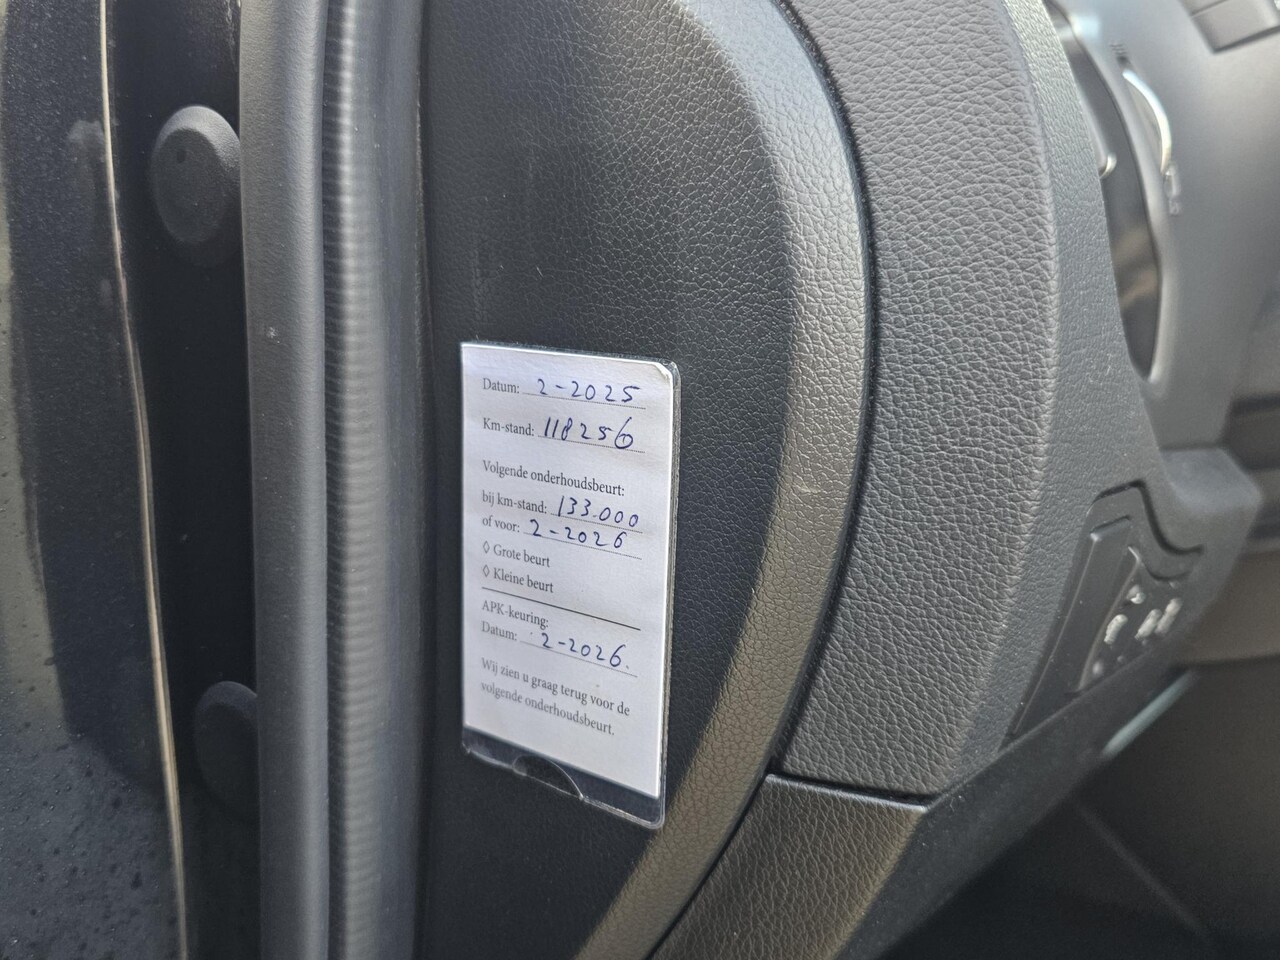 Datum: 2-2025
Km-stand: 118256
Volgende onderhoudsbeurt:
bij km-stand: 133.000
of voor: 2-2026
◊ Grote beurt
◊ Kleine beurt
APK-keuring:
Datum: 2-2026.
Wij zien u graag terug voor de
volgende onderhoudsbeurt.